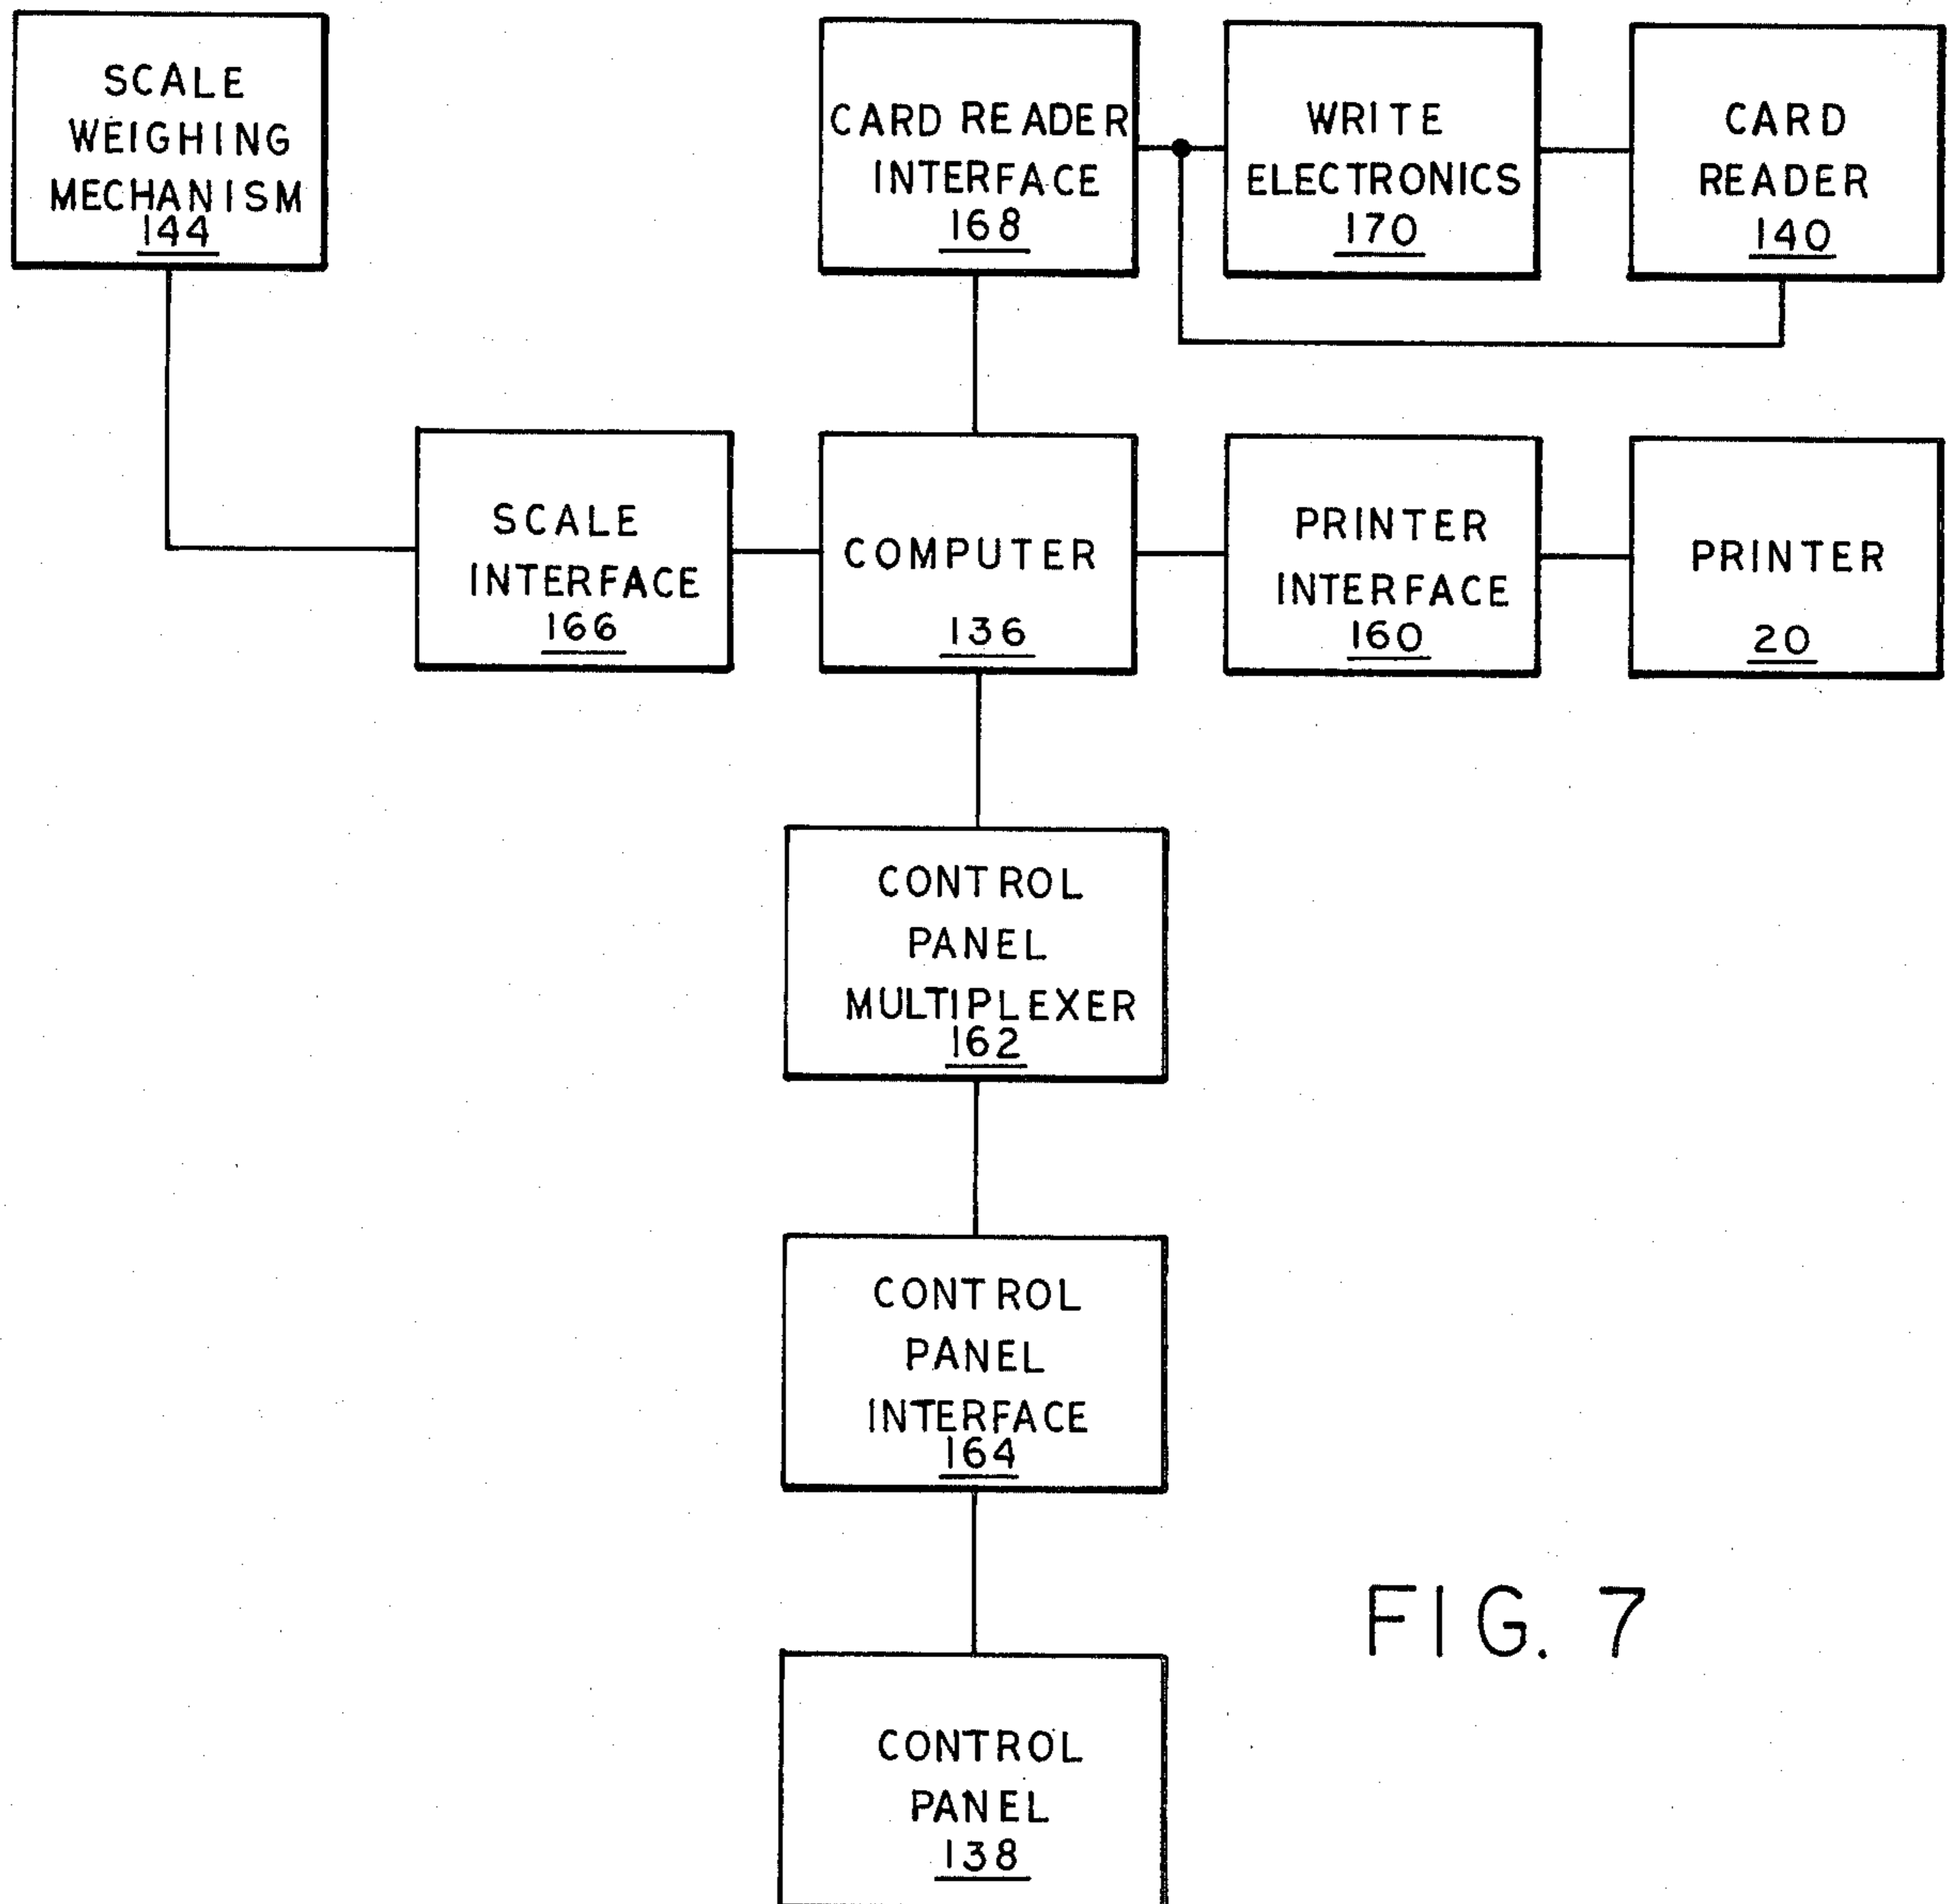 SCALE
WEIGHING
MECHANISM
144
CARD READER
INTERFACE
168
WRITE
ELECTRONICS
170
CARD
READER
140
SCALE
INTERFACE
166
COMPUTER
136
PRINTER
INTERFACE
160
PRINTER
20
CONTROL
PANEL
MULTIPLEXER
162
CONTROL
PANEL
INTERFACE
164
CONTROL
PANEL
138
FIG. 7